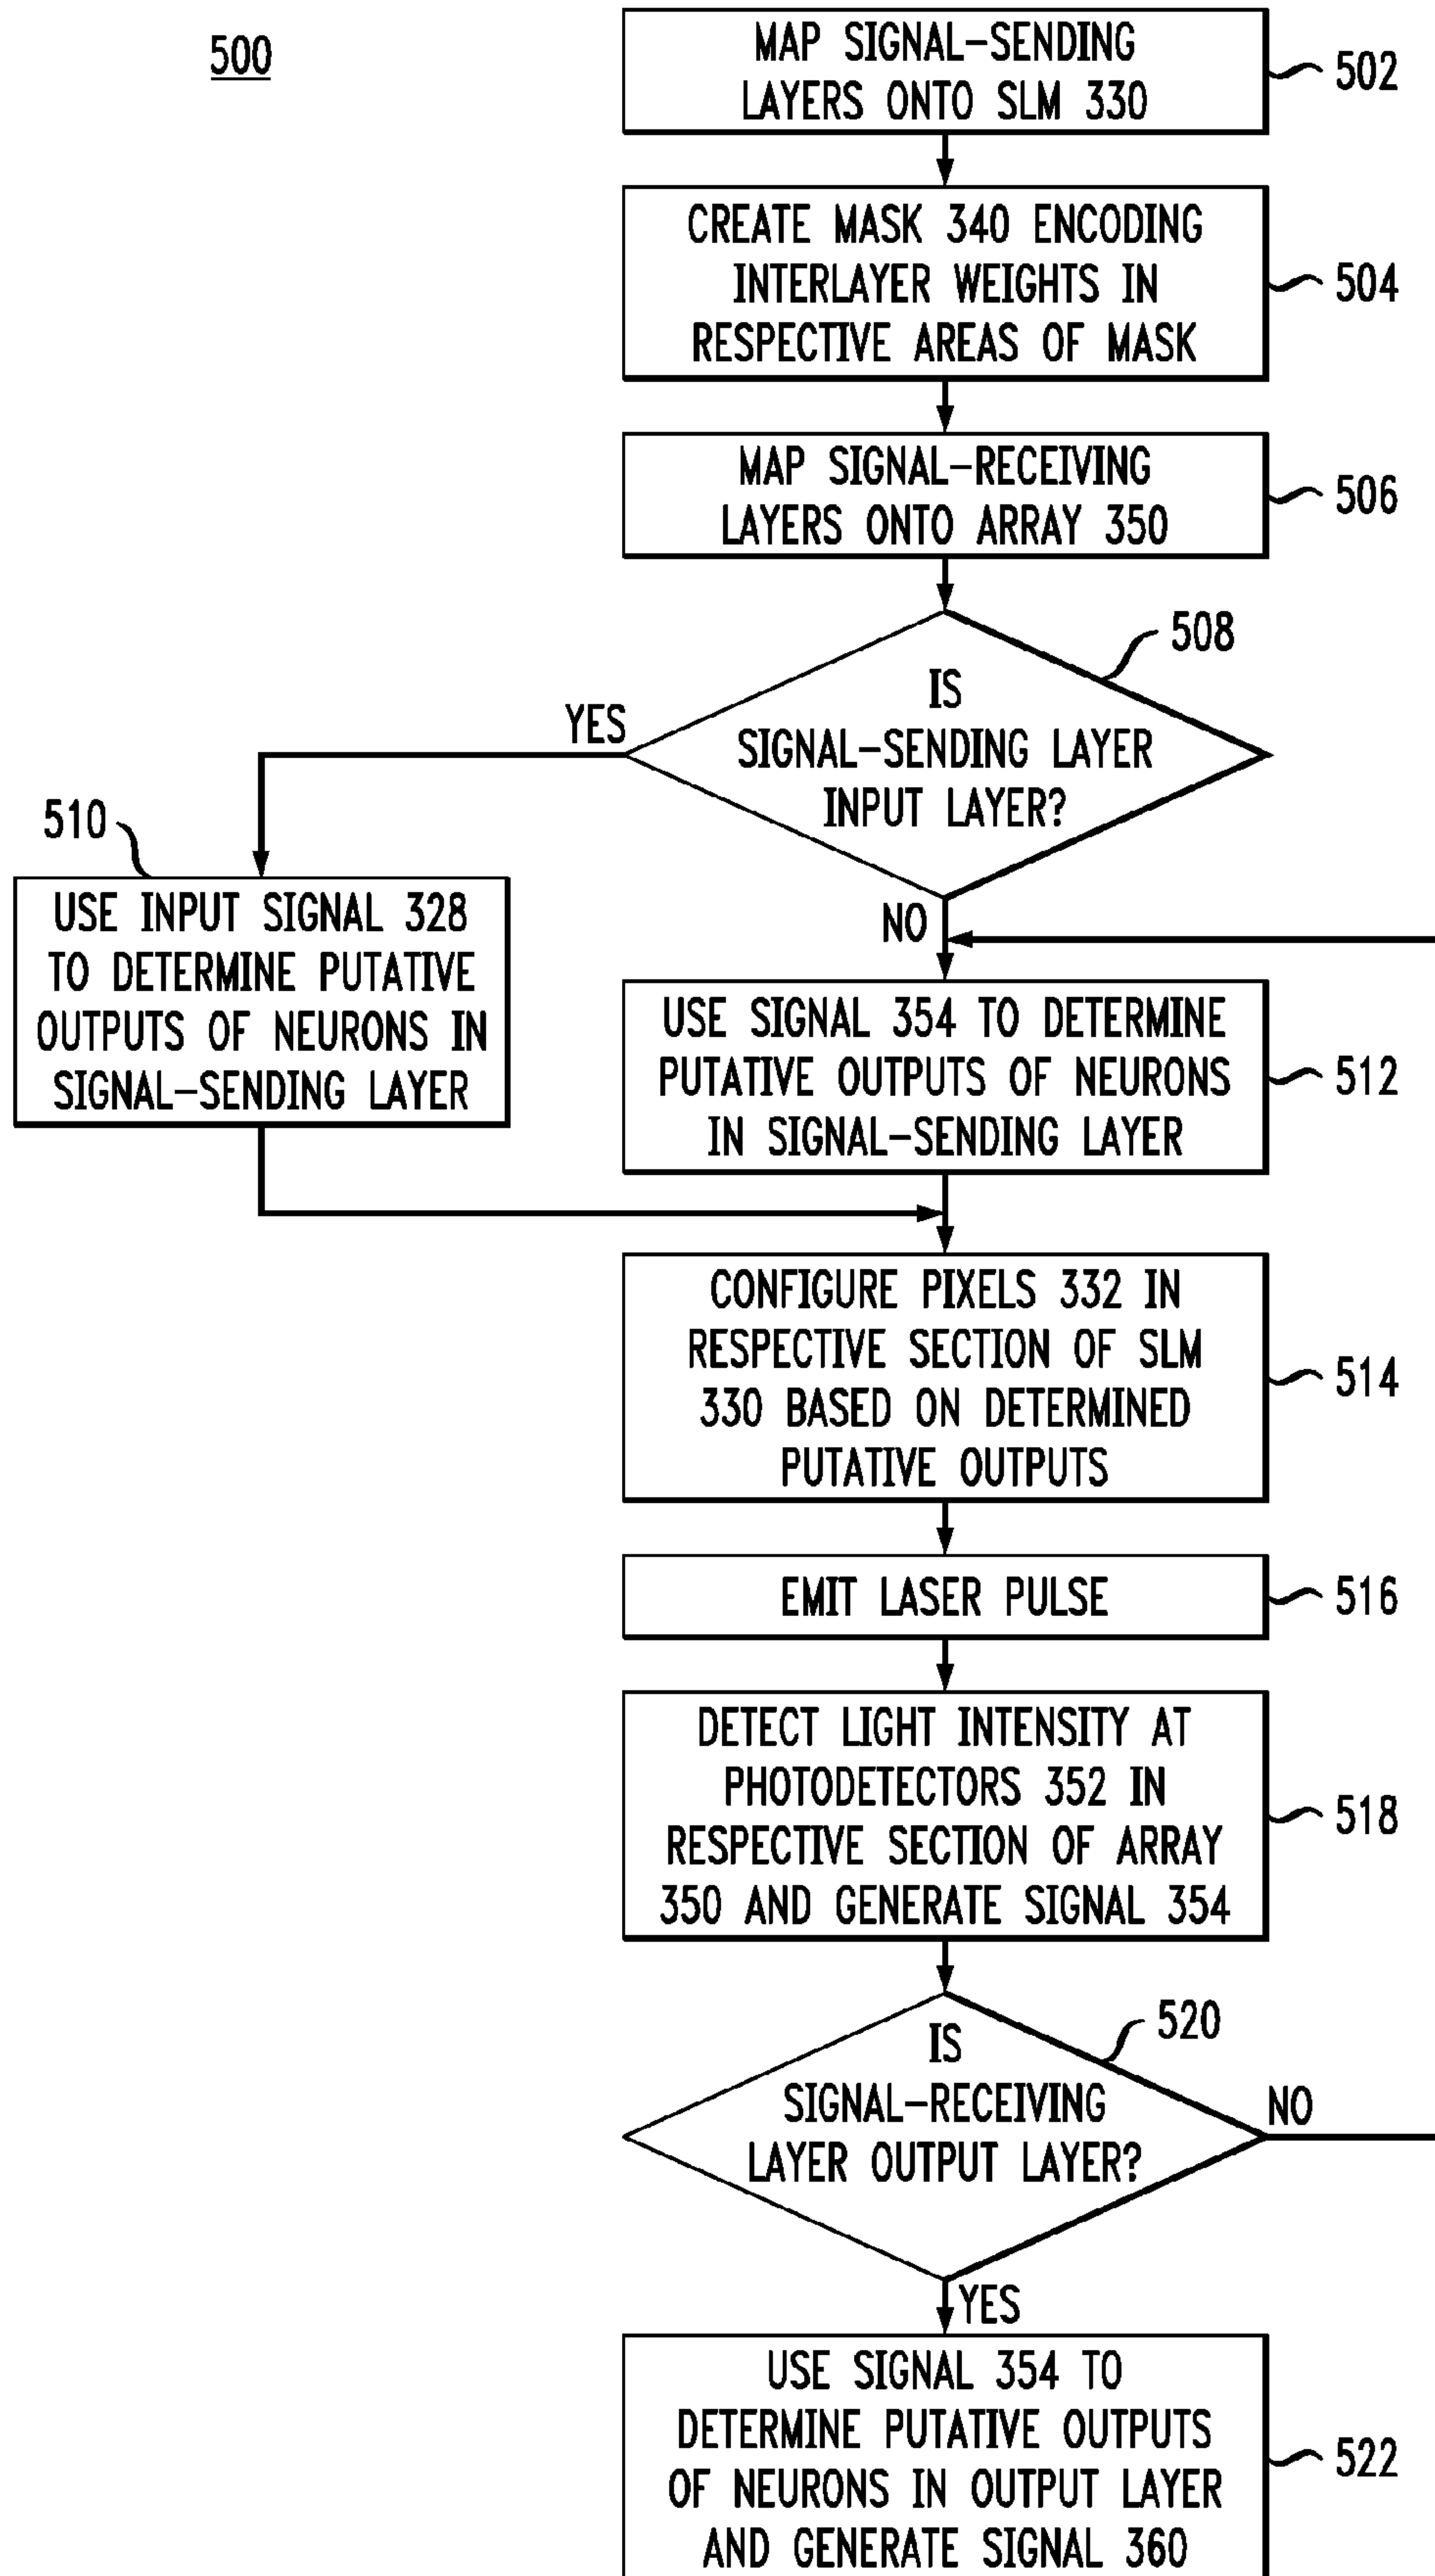 500
MAP SIGNAL-SENDING
LAYERS ONTO SLM 330
502
CREATE MASK 340 ENCODING
INTERLAYER WEIGHTS IN
RESPECTIVE AREAS OF MASK
504
MAP SIGNAL-RECEIVING
LAYERS ONTO ARRAY 350
506
IS
SIGNAL-SENDING LAYER
INPUT LAYER?
508
YES
NO
510
USE INPUT SIGNAL 328
TO DETERMINE PUTATIVE
OUTPUTS OF NEURONS IN
SIGNAL-SENDING LAYER
USE SIGNAL 354 TO DETERMINE
PUTATIVE OUTPUTS OF NEURONS
IN SIGNAL-SENDING LAYER
512
CONFIGURE PIXELS 332 IN
RESPECTIVE SECTION OF SLM
330 BASED ON DETERMINED
PUTATIVE OUTPUTS
514
EMIT LASER PULSE
516
DETECT LIGHT INTENSITY AT
PHOTODETECTORS 352 IN
RESPECTIVE SECTION OF ARRAY
350 AND GENERATE SIGNAL 354
518
IS
SIGNAL-RECEIVING
LAYER OUTPUT LAYER?
520
NO
YES
USE SIGNAL 354 TO
DETERMINE PUTATIVE OUTPUTS
OF NEURONS IN OUTPUT LAYER
AND GENERATE SIGNAL 360
522